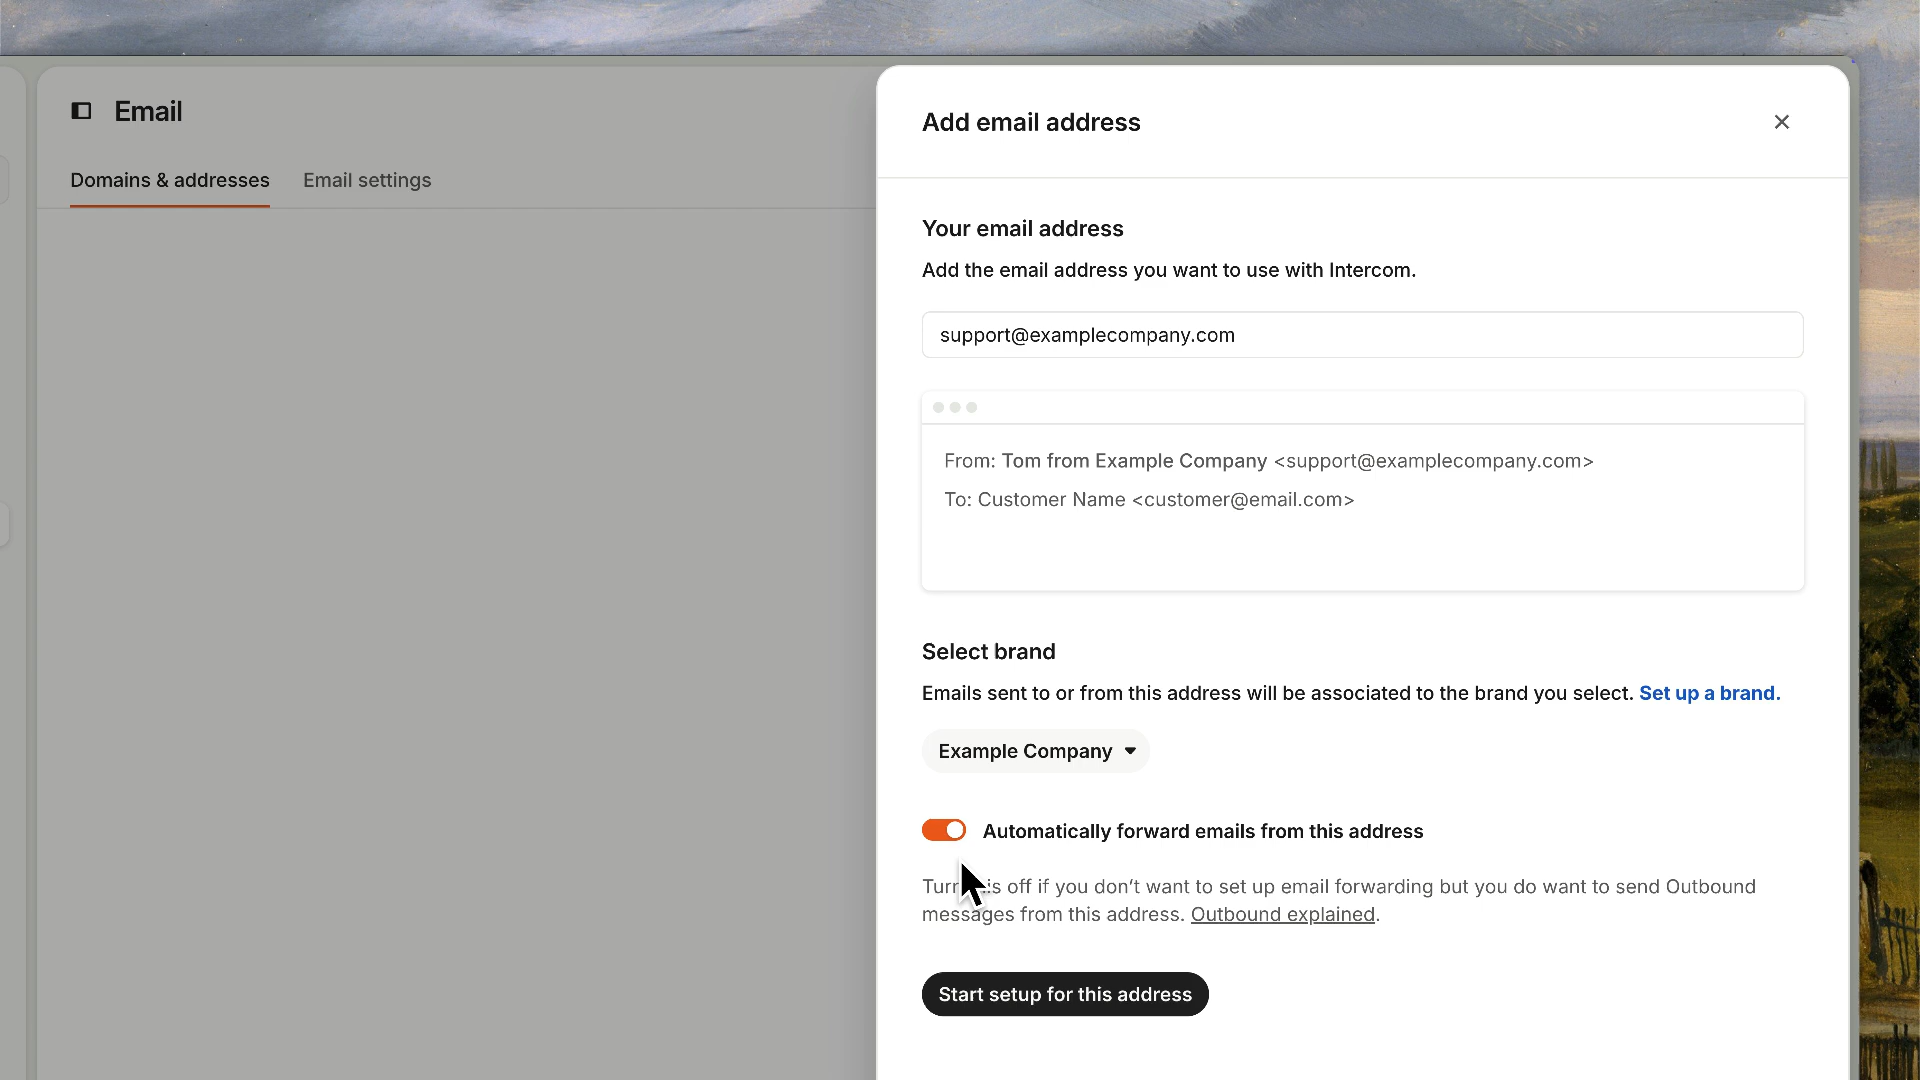 Email
Domains & addresses
Email settings
Add email address
Your email address
Add the email address you want to use with Intercom.
support@examplecompany.com
From: Tom from Example Company <support@examplecompany.com>
To: Customer Name <customer@email.com>
Select brand
Emails sent to or from this address will be associated to the brand you select. Set up a brand.
Example Company
Automatically forward emails from this address
off if you don’t want to set up email forwarding but you do want to send Outbound
messages from this address. Outbound explained.
Start setup for this address